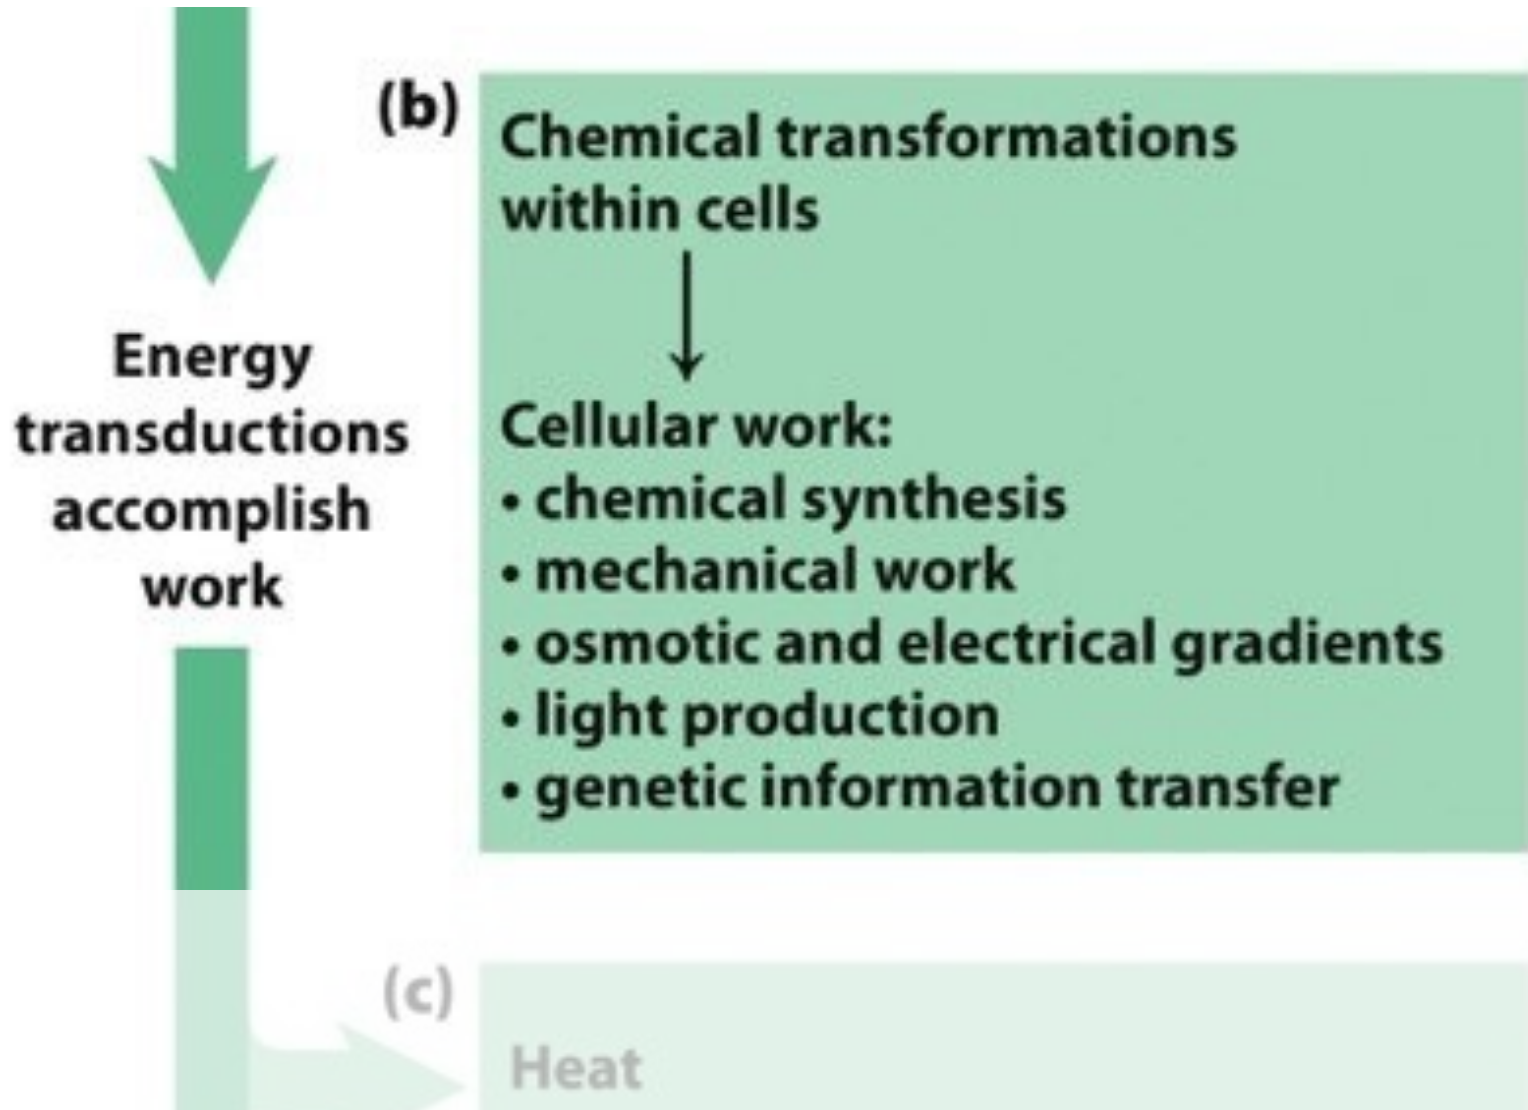 (b)
Chemical transformations
within cells
Energy
transductions
accomplish
work
Cellular work:
• chemical synthesis
• mechanical work
• osmotic and electrical gradients
• light production
• genetic information transfer
(c)
Heat